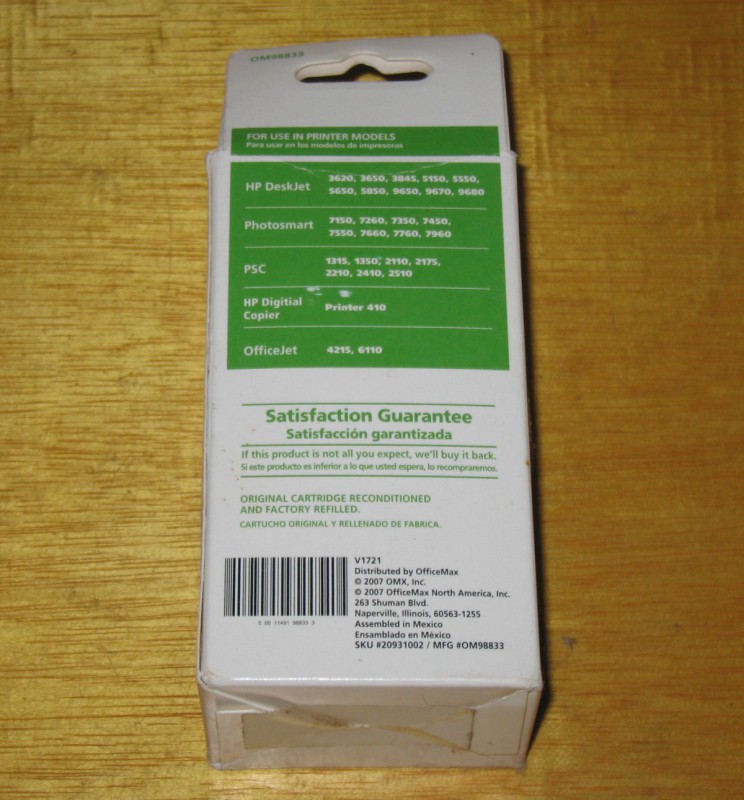 OM98833
FOR USE IN PRINTER MODELS
Para usar en los modelos de impresoras
HP DeskJet
3620, 3650, 3845, 5150, 5550,
5650, 5850, 9650, 9670, 9680
Photosmart
7150, 7260, 7350, 7450,
7550, 7660, 7760, 7960
PSC
1315, 1350, 2110, 2175,
2210, 2410, 2510
HP Digitial
Copier
Printer 410
OfficeJet
4215, 6110
Satisfaction Guarantee
Satisfacción garantizada
If this product is not all you expect, we'll buy it back.
Si este producto es inferior a lo que usted espera, lo recompraremos.
ORIGINAL CARTRIDGE RECONDITIONED
AND FACTORY REFILLED.
CARTUCHO ORIGINAL Y RELLENADO DE FABRICA.
V1721
Distributed by OfficeMax
© 2007 OMX, Inc.
© 2007 OfficeMax North America, Inc.
263 Shuman Blvd.
Naperville, Illinois, 60563-1255
Assembled in Mexico
Ensamblado en México
SKU #20931002 / MFG #OM98833
0 00 11491 98833 3